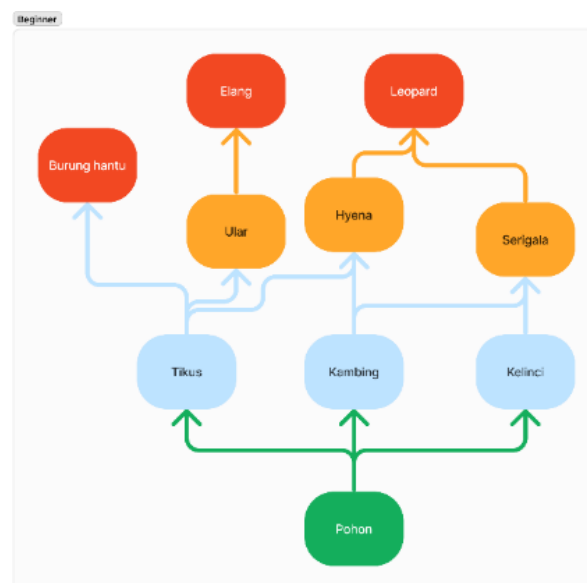 Beginner
Elang
Leopard
Burung hantu
Ular
Hyena
Serigala
Tikus
Kambing
Kelinci
Pohon